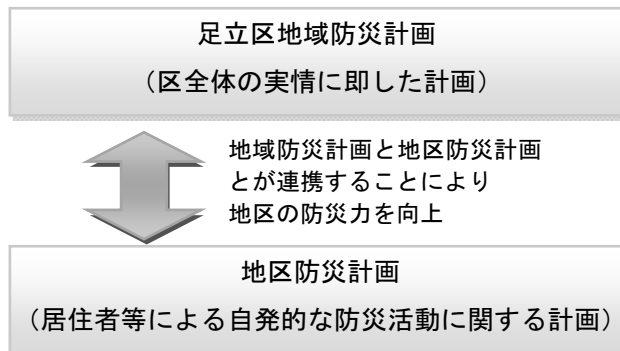 足立区地域防災計画
（区全体の実情に即した計画）
地域防災計画と地区防災計画
とが連携することにより
地区の防災力を向上
地区防災計画
（居住者等による自発的な防災活動に関する計画）